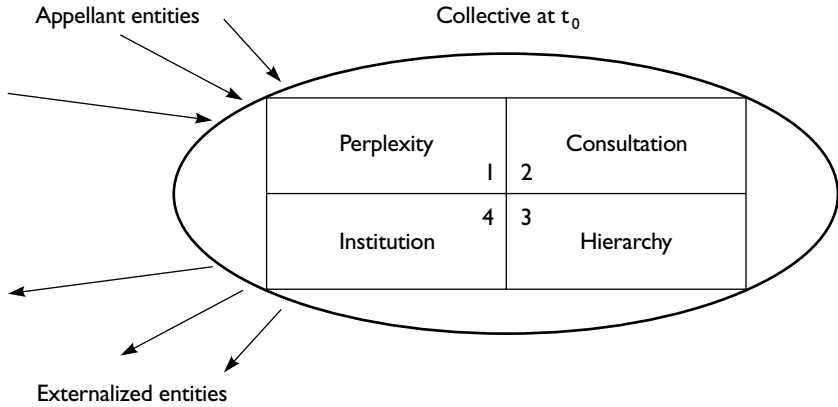 Appellant entities
Collective at t₀
Perplexity
Consultation
1 2
4 3
Institution
Hierarchy
Externalized entities